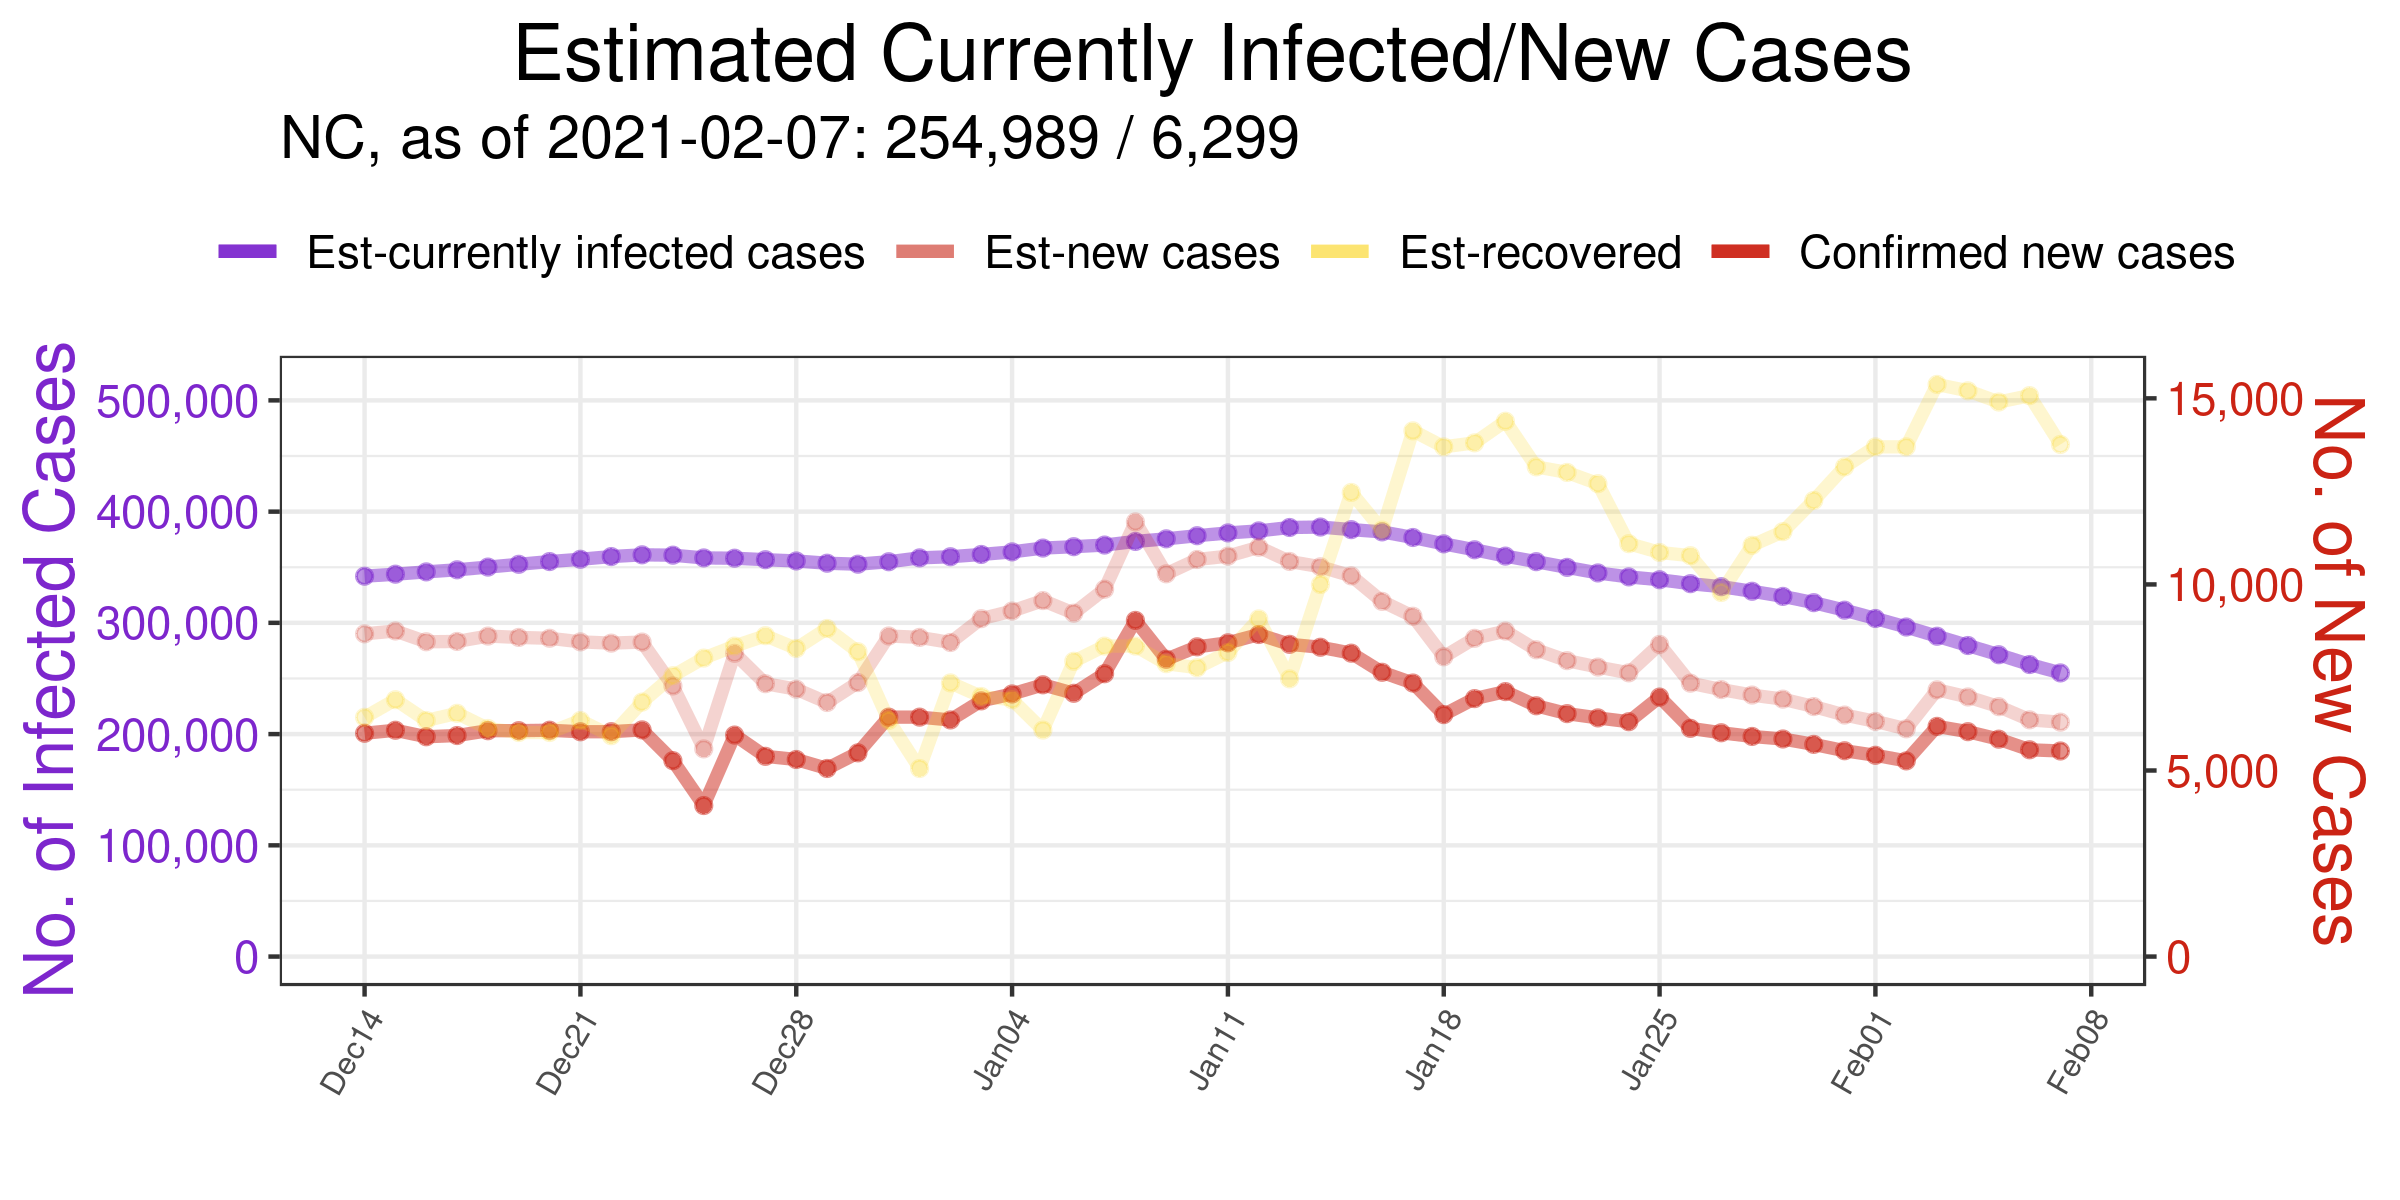 Estimated Currently Infected/New Cases
NC, as of 2021-02-07: 254,989 / 6,299
Est-currently infected cases Est-new cases Est-recovered Confirmed new cases
No. of Infected Cases
500,000
400,000
300,000
200,000
100,000
0
15,000
10,000
5,000
0
No. of New Cases
Dec14 Dec21 Dec28 Jan04 Jan11 Jan18 Jan25 Feb01 Feb08